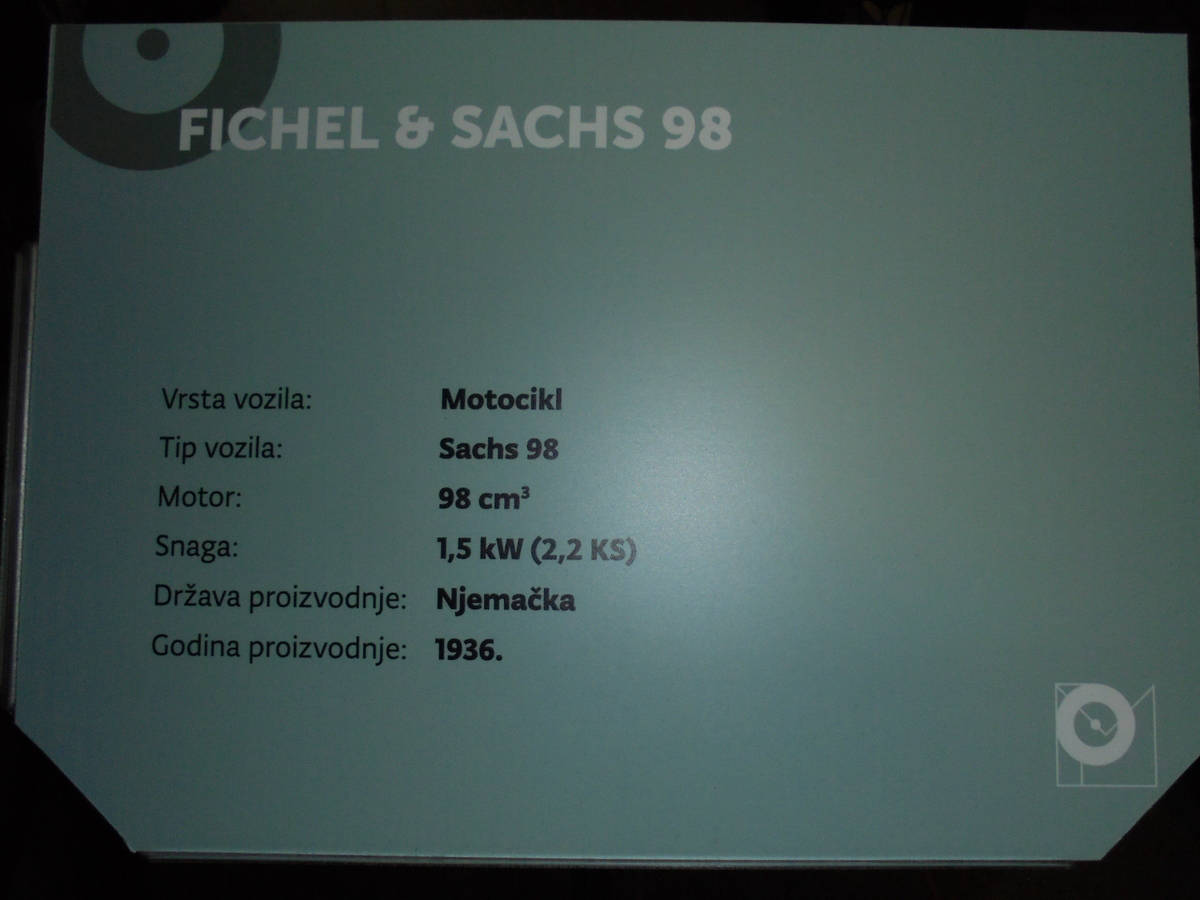 FICHEL & SACHS 98
Vrsta vozila: Motocikl
Tip vozila: Sachs 98
Motor: 98 cm³
Snaga: 1,5 kW (2,2 KS)
Država proizvodnje: Njemačka
Godina proizvodnje: 1936.